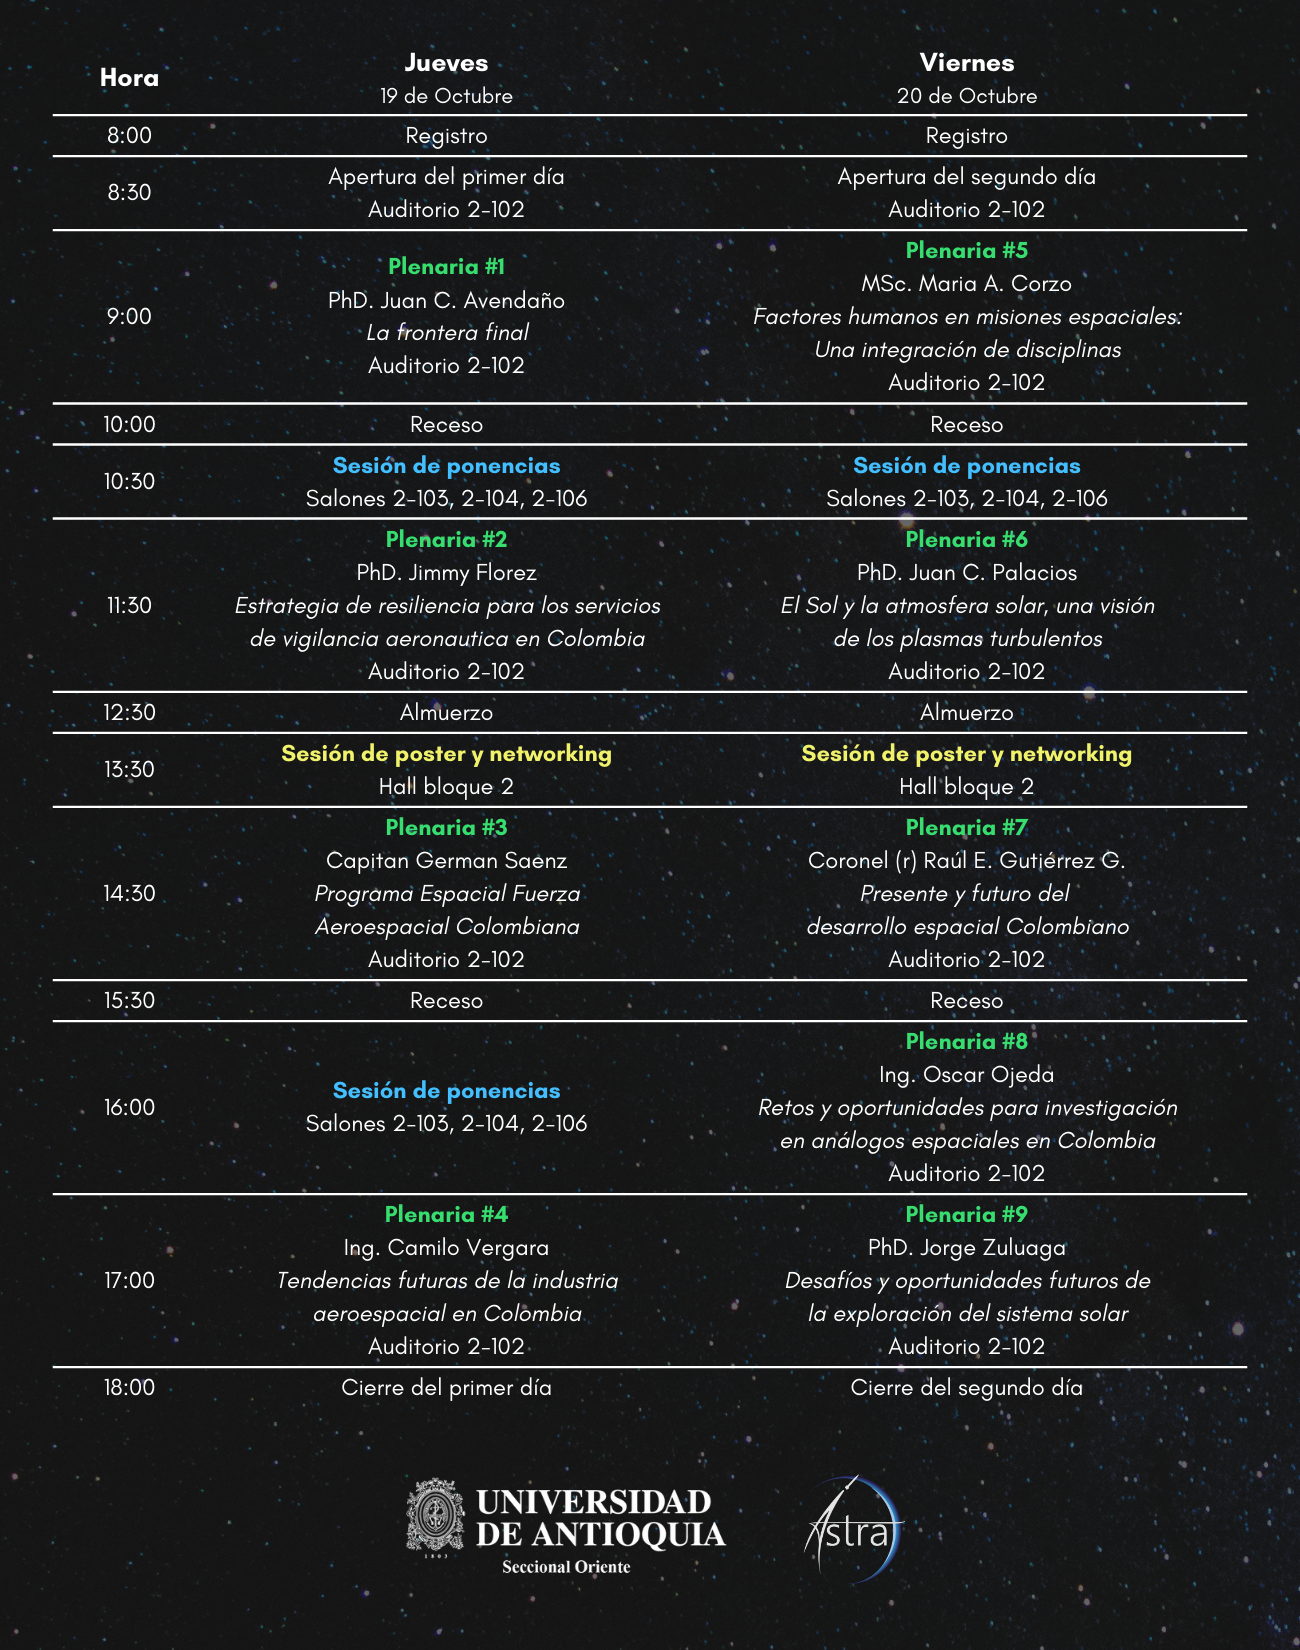 Hora
Jueves
19 de Octubre
Viernes
20 de Octubre
8:00
Registro
Registro
8:30
Apertura del primer día
Auditorio 2-102
Apertura del segundo día
Auditorio 2-102
9:00
Plenaria #1
PhD. Juan C. Avendaño
La frontera final
Auditorio 2-102
Plenaria #5
MSc. Maria A. Corzo
Factores humanos en misiones espaciales:
Una integración de disciplinas
Auditorio 2-102
10:00
Receso
Receso
10:30
Sesión de ponencias
Salones 2-103, 2-104, 2-106
Sesión de ponencias
Salones 2-103, 2-104, 2-106
11:30
Plenaria #2
PhD. Jimmy Florez
Estrategia de resiliencia para los servicios
de vigilancia aeronautica en Colombia
Auditorio 2-102
Plenaria #6
PhD. Juan C. Palacios
El Sol y la atmosfera solar, una visión
de los plasmas turbulentos
Auditorio 2-102
12:30
Almuerzo
Almuerzo
13:30
Sesión de poster y networking
Hall bloque 2
Sesión de poster y networking
Hall bloque 2
14:30
Plenaria #3
Capitan German Saenz
Programa Espacial Fuerza
Aeroespacial Colombiana
Auditorio 2-102
Plenaria #7
Coronel (r) Raúl E. Gutiérrez G.
Presente y futuro del
desarrollo espacial Colombiano
Auditorio 2-102
15:30
Receso
Receso
16:00
Sesión de ponencias
Salones 2-103, 2-104, 2-106
Plenaria #8
Ing. Oscar Ojeda
Retos y oportunidades para investigación
en análogos espaciales en Colombia
Auditorio 2-102
17:00
Plenaria #4
Ing. Camilo Vergara
Tendencias futuras de la industria
aeroespacial en Colombia
Auditorio 2-102
Plenaria #9
PhD. Jorge Zuluaga
Desafíos y oportunidades futuros de
la exploración del sistema solar
Auditorio 2-102
18:00
Cierre del primer día
Cierre del segundo día
UNIVERSIDAD
DE ANTIOQUIA
1803
Seccional Oriente
Astra